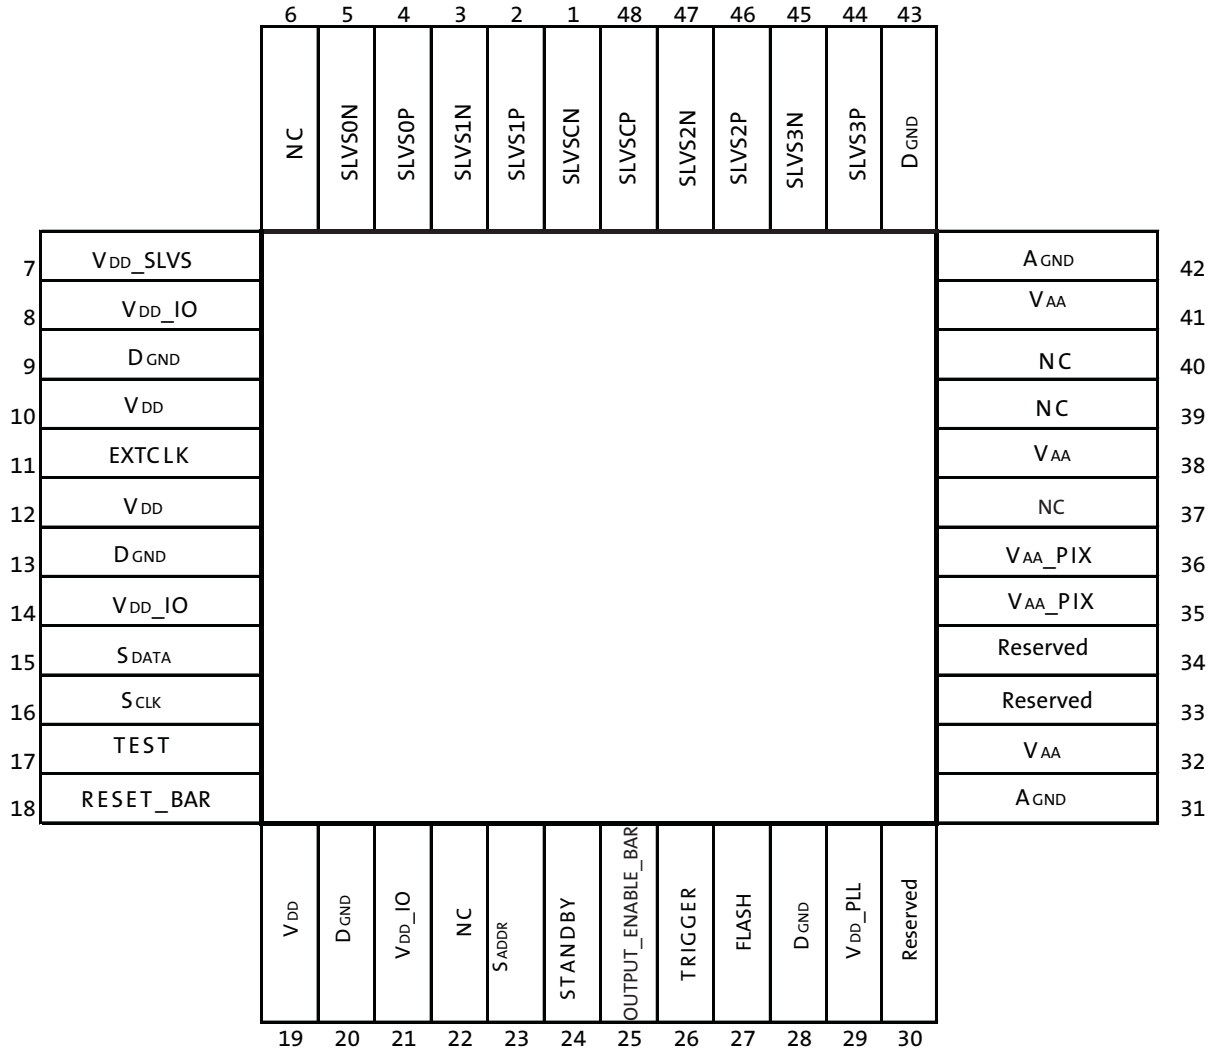 6 5 4 3 2 1 48 47 46 45 44 43
NC
SLVS0N
SLVS0P
SLVS1N
SLVS1P
SLVSCN
SLVSCP
SLVS2N
SLVS2P
SLVS3N
SLVS3P
DGND
7 VDD_SLVS
8 VDD_IO
9 DGND
10 VDD
11 EXTCLK
12 VDD
13 DGND
14 VDD_IO
15 SDATA
16 SCLK
17 TEST
18 RESET_BAR
AGND 42
VAA 41
NC 40
NC 39
VAA 38
NC 37
VAA_PIX 36
VAA_PIX 35
Reserved 34
Reserved 33
VAA 32
AGND 31
VDD
DGND
VDD_IO
NC
SADDR
STANDBY
OUTPUT_ENABLE_BAR
TRIGGER
FLASH
DGND
VDD_PLL
Reserved
19 20 21 22 23 24 25 26 27 28 29 30